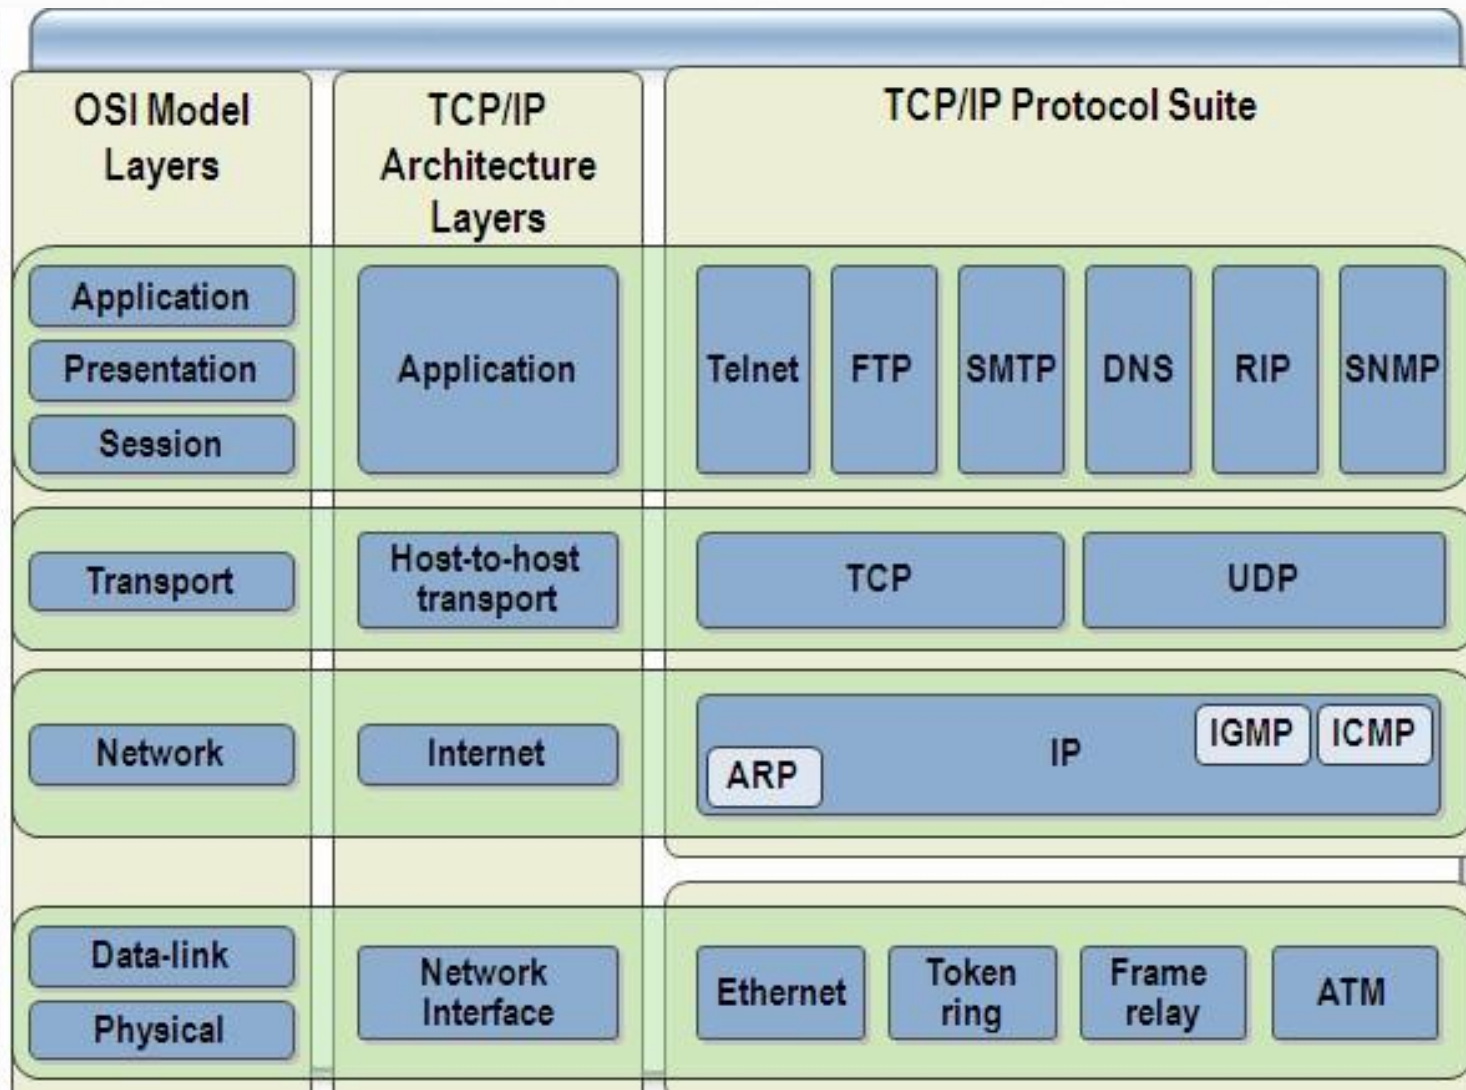 OSI Model
Layers
TCP/IP
Architecture
Layers
TCP/IP Protocol Suite
Application
Presentation
Session
Application
Telnet
FTP
SMTP
DNS
RIP
SNMP
Transport
Host-to-host
transport
TCP
UDP
Network
Internet
ARP
IP
IGMP
ICMP
Data-link
Physical
Network
Interface
Ethernet
Token
ring
Frame
relay
ATM